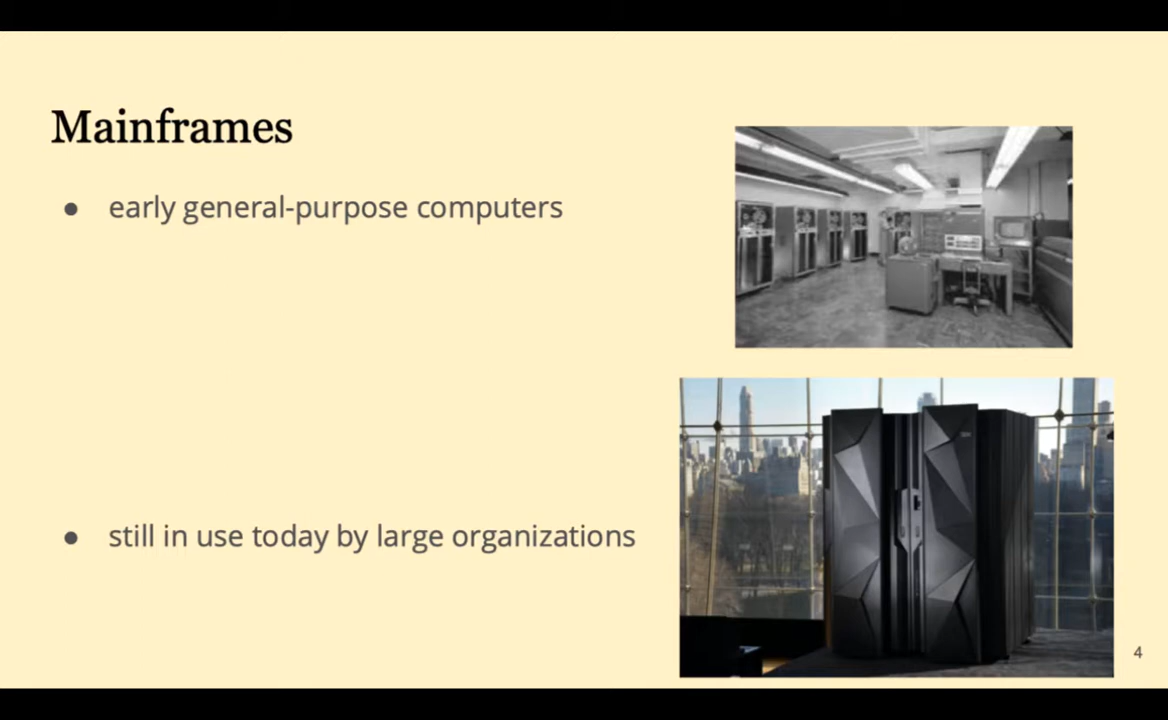 Mainframes
● early general-purpose computers
● still in use today by large organizations
4